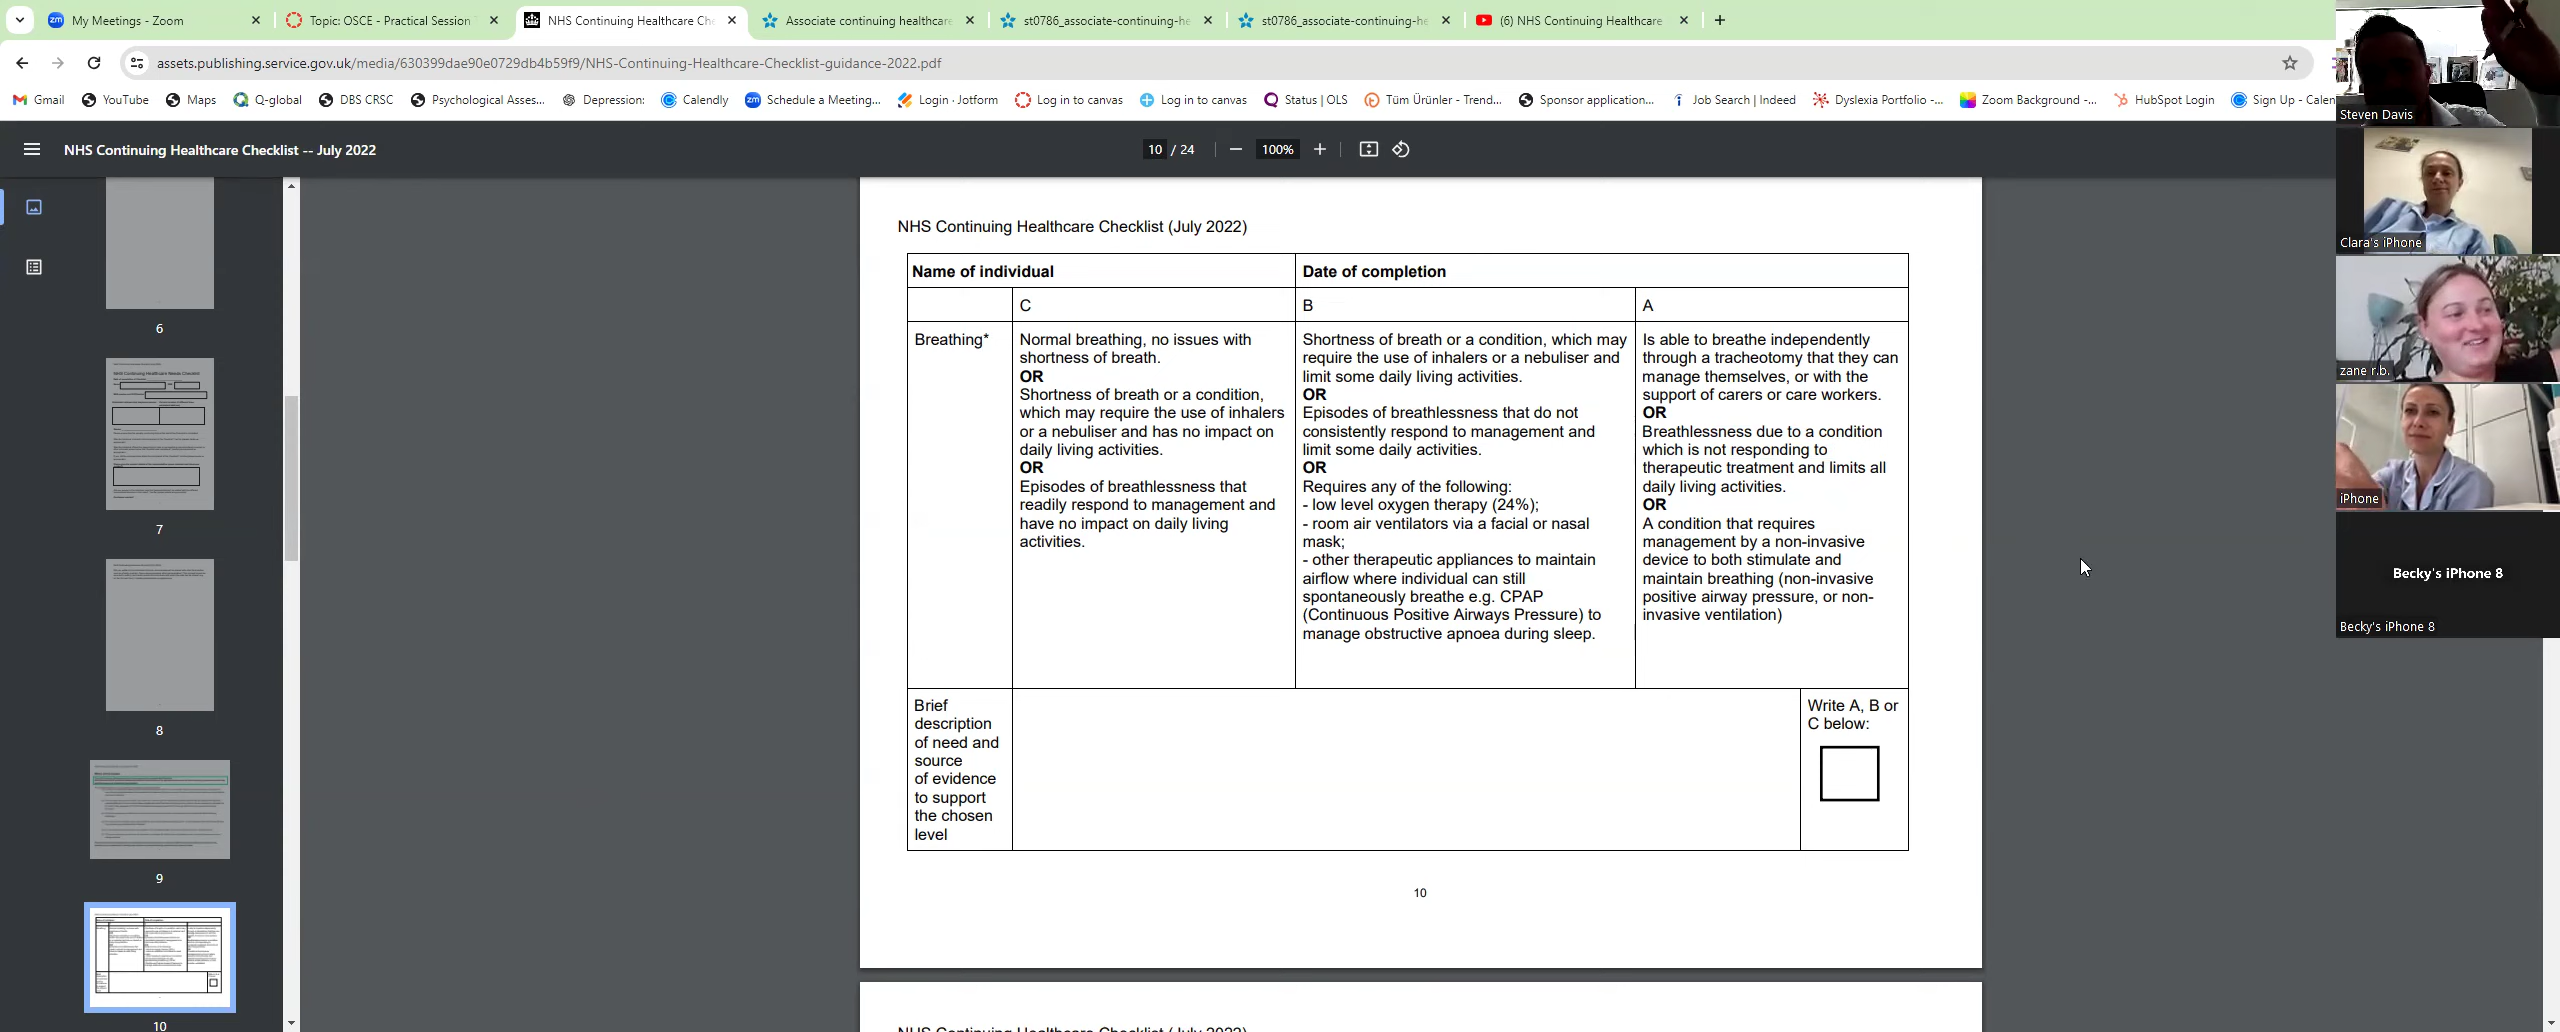 My Meetings - Zoom
Topic: OSCE - Practical Session
NHS Continuing Healthcare Che
Associate continuing healthcare
st0786_associate-continuing-he
st0786_associate-continuing-he
(6) NHS Continuing Healthcare
assets.publishing.service.gov.uk/media/630399dae90e0729db4b59f9/NHS-Continuing-Healthcare-Checklist-guidance-2022.pdf
Gmail
YouTube
Maps
Q-global
DBS CRSC
Psychological Asses...
Depression:
Calendly
zm
Schedule a Meeting...
Login · Jotform
Log in to canvas
Log in to canvas
Status | OLS
Tüm Ürünler - Trend...
Sponsor application...
Job Search | Indeed
Dyslexia Portfolio -...
Zoom Background -...
HubSpot Login
Sign Up - Calen
NHS Continuing Healthcare Checklist -- July 2022
10 / 24
100%
6
7
8
9
10
NHS Continuing Healthcare Checklist (July 2022)
Name of individual
Date of completion
C
B
A
Breathing*
Normal breathing, no issues with
shortness of breath.
OR
Shortness of breath or a condition,
which may require the use of inhalers
or a nebuliser and has no impact on
daily living activities.
OR
Episodes of breathlessness that
readily respond to management and
have no impact on daily living
activities.
Shortness of breath or a condition, which may
require the use of inhalers or a nebuliser and
limit some daily living activities.
OR
Episodes of breathlessness that do not
consistently respond to management and
limit some daily activities.
OR
Requires any of the following:
- low level oxygen therapy (24%);
- room air ventilators via a facial or nasal
mask;
- other therapeutic appliances to maintain
airflow where individual can still
spontaneously breathe e.g. CPAP
(Continuous Positive Airways Pressure) to
manage obstructive apnoea during sleep.
Is able to breathe independently
through a tracheotomy that they can
manage themselves, or with the
support of carers or care workers.
OR
Breathlessness due to a condition
which is not responding to
therapeutic treatment and limits all
daily living activities.
OR
A condition that requires
management by a non-invasive
device to both stimulate and
maintain breathing (non-invasive
positive airway pressure, or non-
invasive ventilation)
Brief
description
of need and
source
of evidence
to support
the chosen
level
Write A, B or
C below:
10
NHS Continuing Healthcare Checklist (July 2022)
Steven Davis
Clara's iPhone
zane r.b.
iPhone
Becky's iPhone 8
Becky's iPhone 8